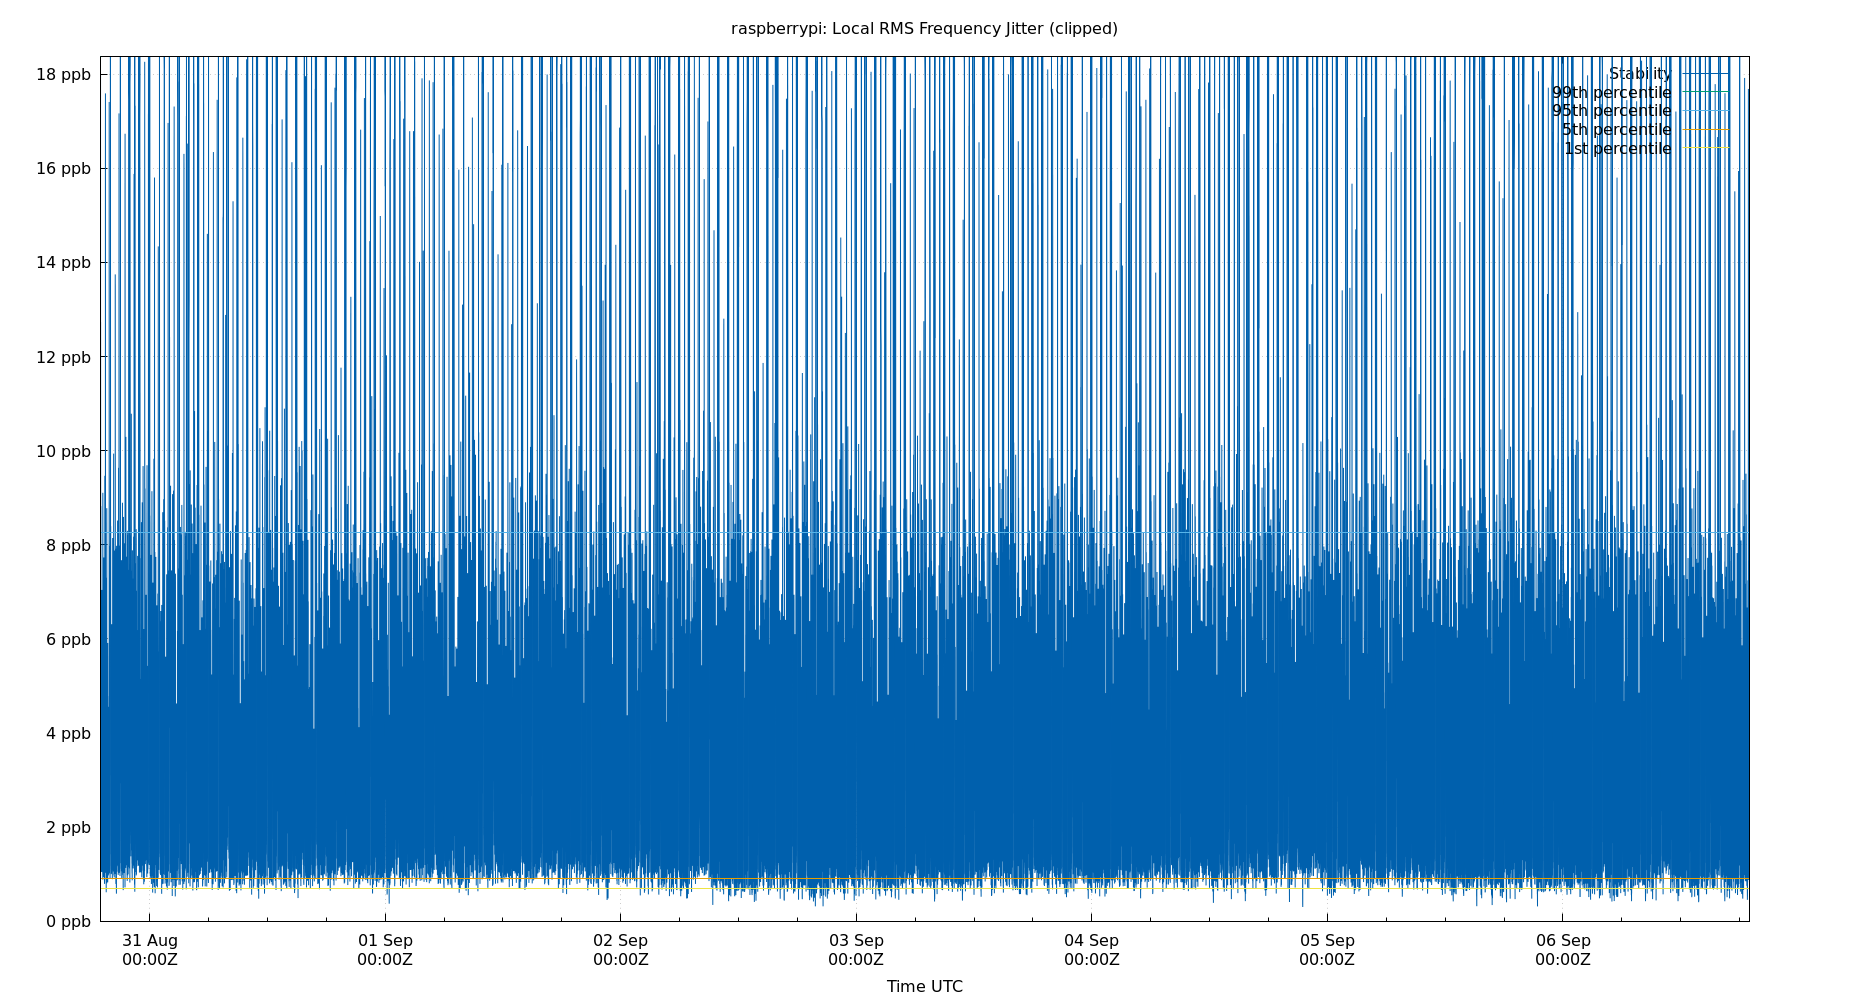 raspberrypi: Local RMS Frequency Jitter (clipped)
18 ppb
16 ppb
14 ppb
12 ppb
10 ppb
8 ppb
6 ppb
4 ppb
2 ppb
0 ppb
Stability
99th percentile
95th percentile
5th percentile
1st percentile
31 Aug 01 Sep 02 Sep 03 Sep 04 Sep 05 Sep 06 Sep
00:00Z 00:00Z 00:00Z 00:00Z 00:00Z 00:00Z 00:00Z
Time UTC